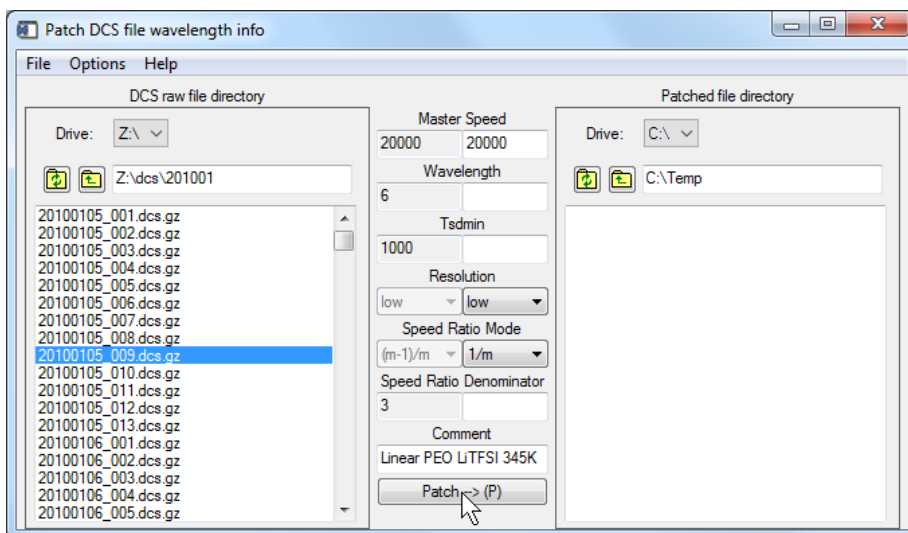 Patch DCS file wavelength info
File Options Help
DCS raw file directory
Drive: Z:\
Z:\dcs\201001
20100105_001.dcs.gz
20100105_002.dcs.gz
20100105_003.dcs.gz
20100105_004.dcs.gz
20100105_005.dcs.gz
20100105_006.dcs.gz
20100105_007.dcs.gz
20100105_008.dcs.gz
20100105_009.dcs.gz
20100105_010.dcs.gz
20100105_011.dcs.gz
20100105_012.dcs.gz
20100105_013.dcs.gz
20100106_001.dcs.gz
20100106_002.dcs.gz
20100106_003.dcs.gz
20100106_004.dcs.gz
20100106_005.dcs.gz
Master Speed
20000 20000
Wavelength
6
Tsdmin
1000
Resolution
low low
Speed Ratio Mode
(m-1)/m 1/m
Speed Ratio Denominator
3
Comment
Linear PEO LiTFSI 345K
Patch --> (P)
Patched file directory
Drive: C:\
C:\Temp